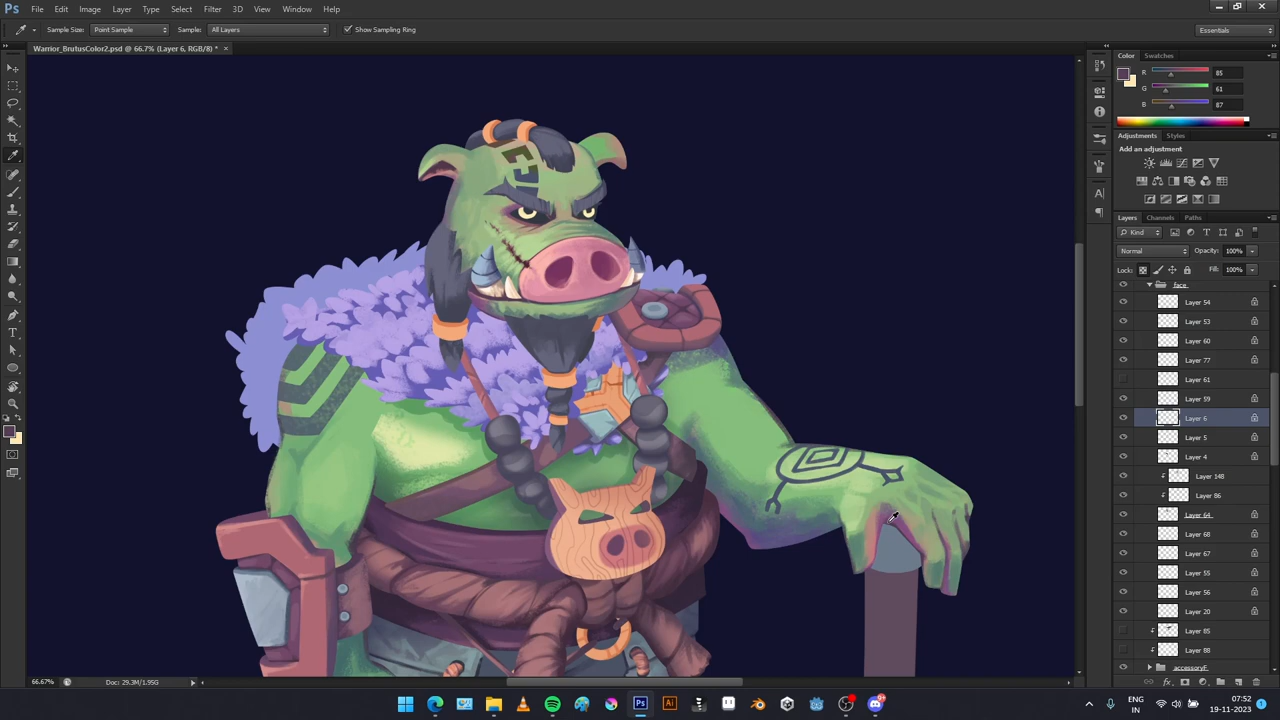 Ps File Edit Image Layer Type Select Filter 3D View Window Help
Sample Size: Point Sample Sample: All Layers Show Sampling Ring Essentials
Warrior_BrutusColor2.psd @ 66.7% (Layer 6, RGB/8) * ×
Color Swatches
R 85
G 61
B 87
Adjustments Styles
Add an adjustment
Layers Channels Paths
Kind
Normal Opacity: 100%
Lock: Fill: 100%
face
Layer 54
Layer 53
Layer 60
Layer 77
Layer 61
Layer 59
Layer 6
Layer 5
Layer 4
Layer 148
Layer 86
Layer 64
Layer 68
Layer 67
Layer 55
Layer 56
Layer 20
Layer 85
Layer 88
accessoryF
66.67% Doc: 29.3M/1.95G
ENG
IN
07:52
19-11-2023